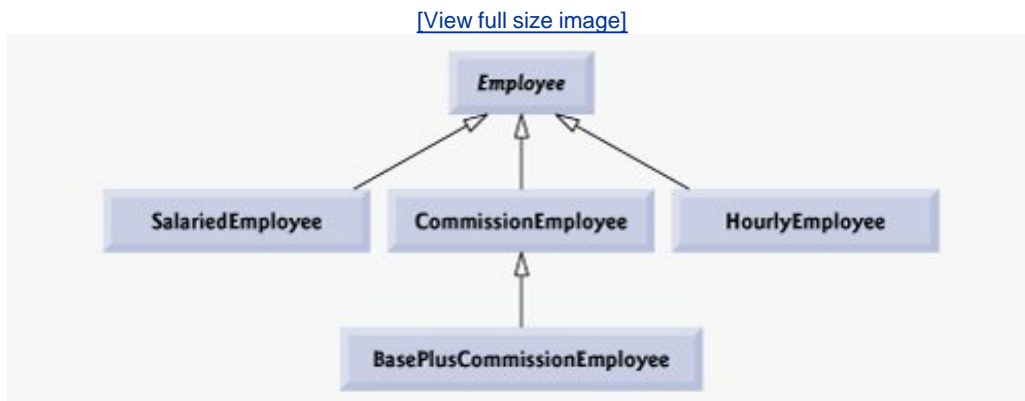 [View full size image]
Employee
SalariedEmployee
CommissionEmployee
HourlyEmployee
BasePlusCommissionEmployee